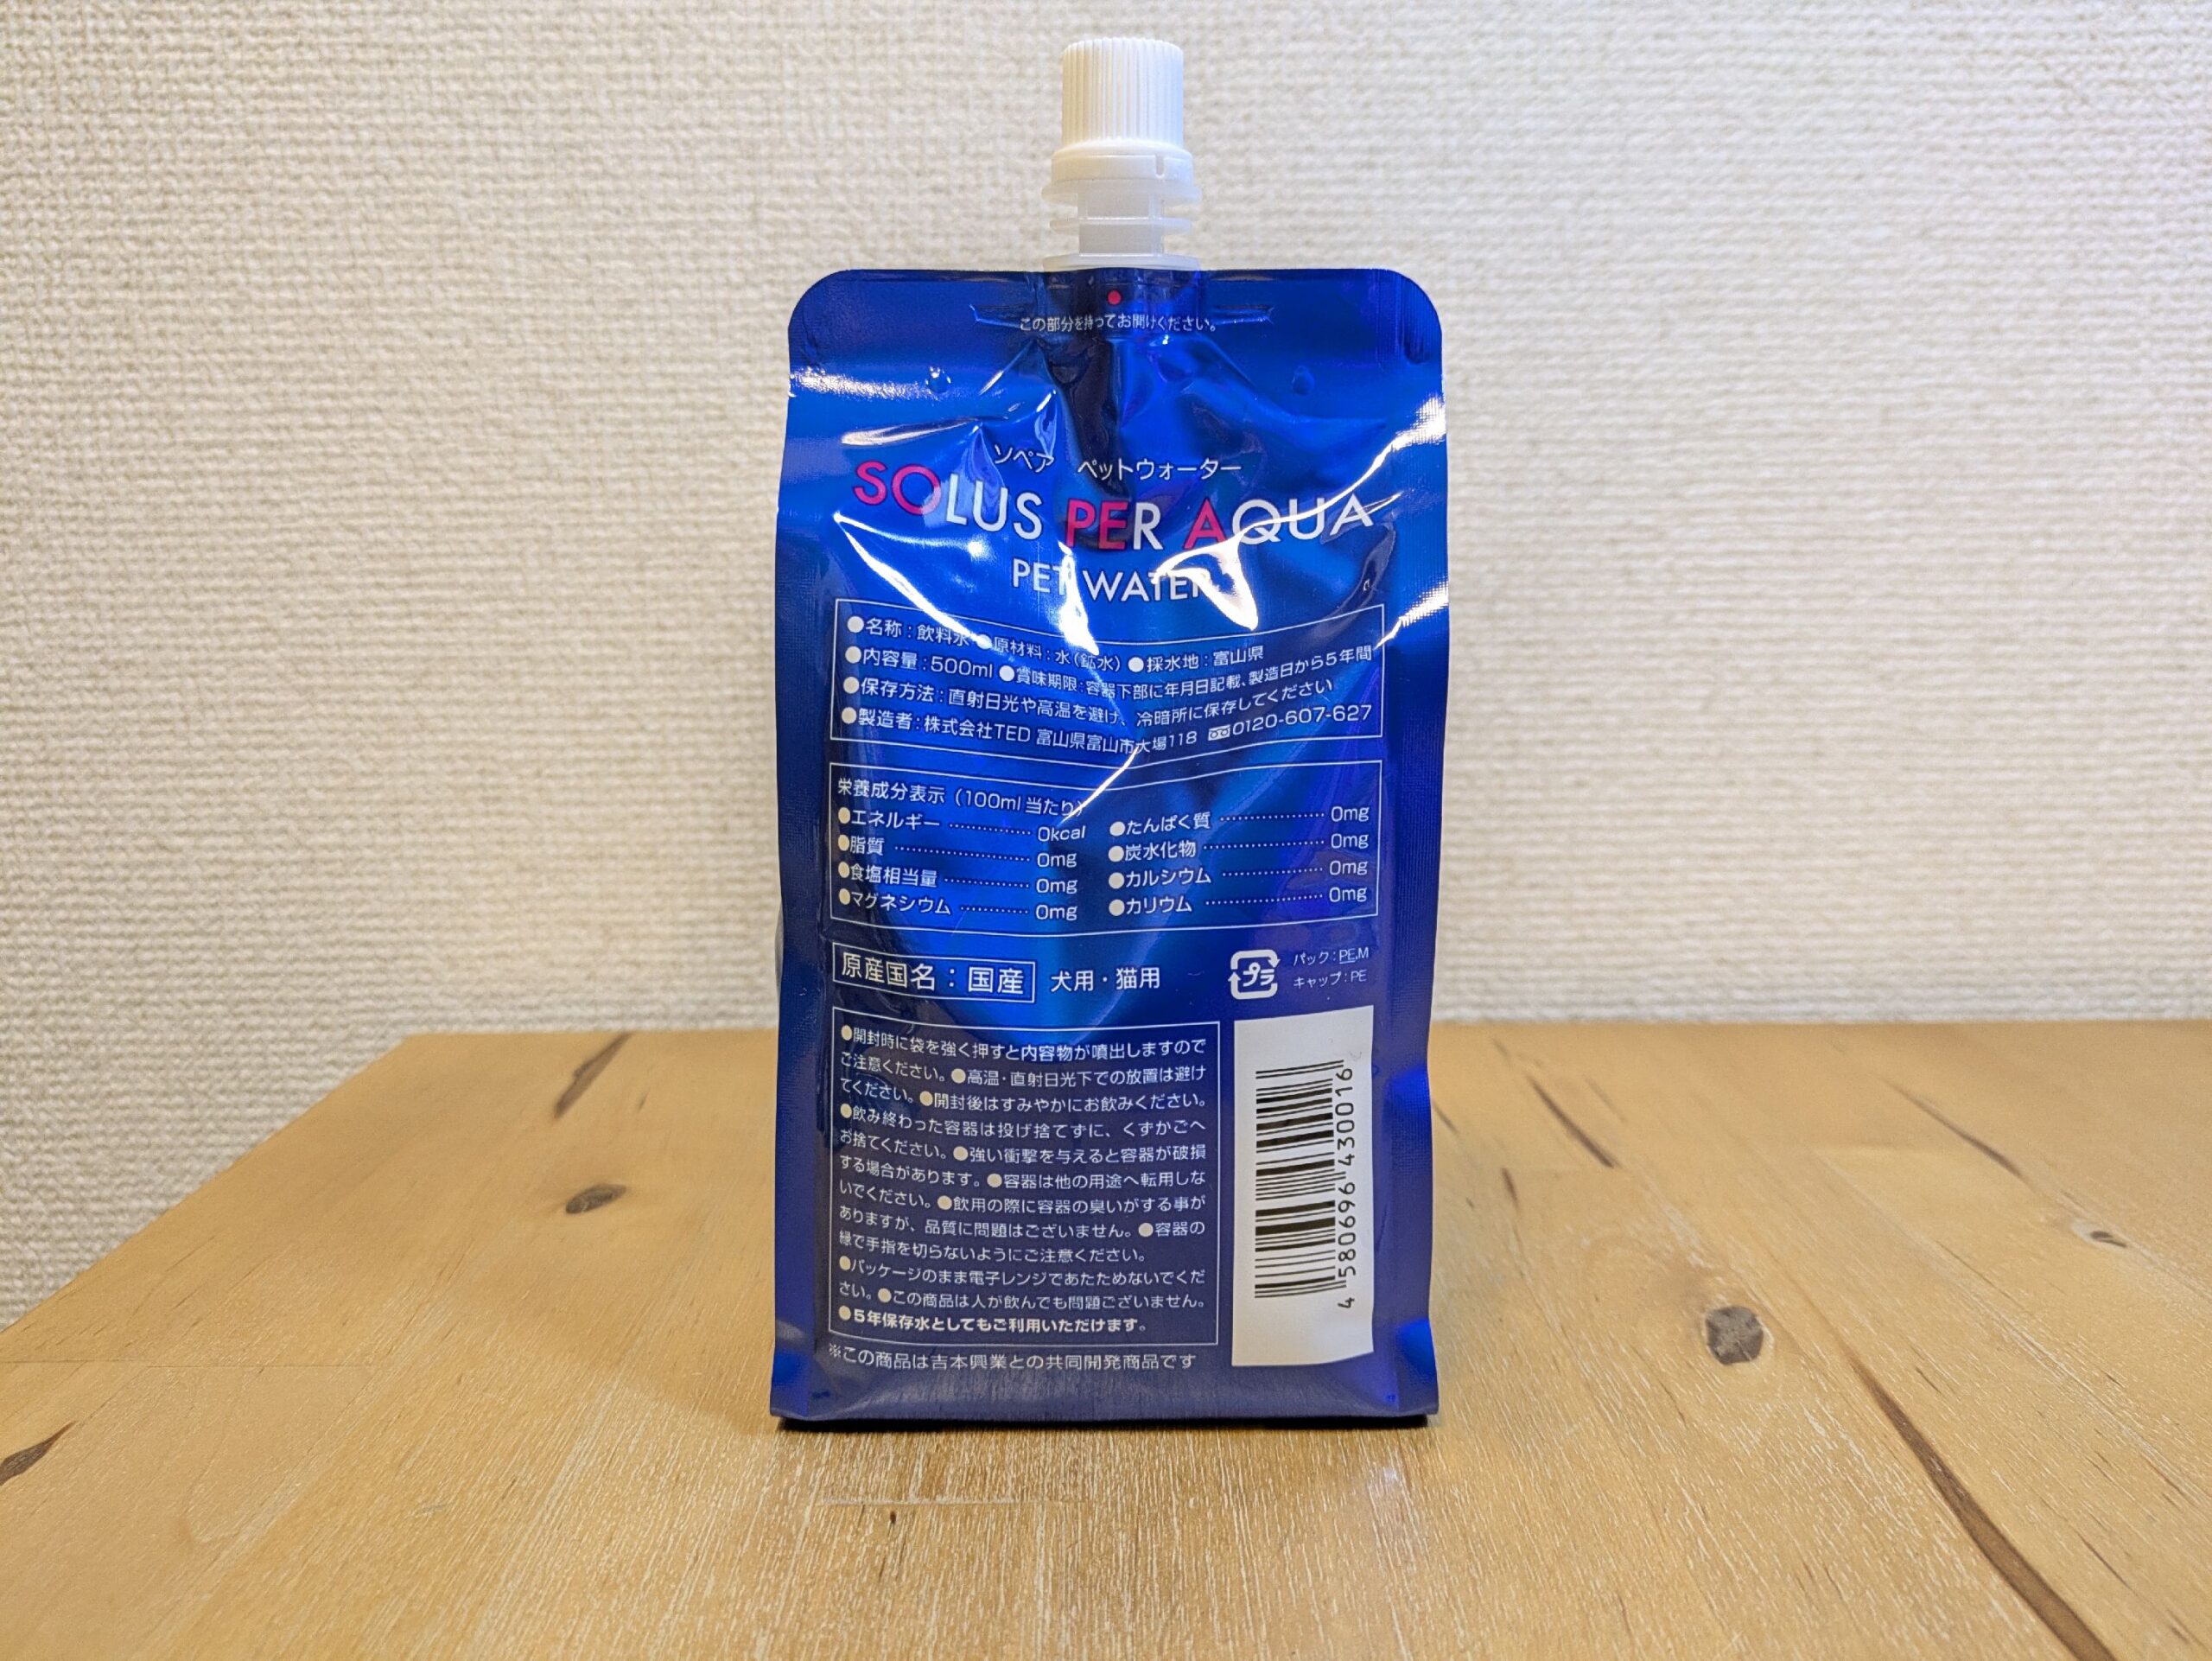 この部分を持ってお開けください。
ソペア ペットウォーター
SOLUS PER AQUA
PET WATER
●名称:飲料水 ●原材料:水(鉱水) ●採水地:富山県
●内容量:500ml ●賞味期限:容器下部に年月日記載、製造日から5年間
●保存方法:直射日光や高温を避け、冷暗所に保存してください
●製造者:株式会社TED 富山県富山市大場118 0120-607-627
栄養成分表示(100ml当たり)
●エネルギー ………… 0kcal ●たんぱく質 ………… 0mg
●脂質 ………… 0mg ●炭水化物 ………… 0mg
●食塩相当量 ………… 0mg ●カルシウム ………… 0mg
●マグネシウム ………… 0mg ●カリウム ………… 0mg
原産国名:国産 犬用・猫用
プラ
パック:PE,M
キャップ:PE
●開封時に袋を強く押すと内容物が噴出しますので
ご注意ください。●高温・直射日光下での放置は避け
てください。●開封後はすみやかにお飲みください。
●飲み終わった容器は投げ捨てずに、くずかごへ
お捨てください。●強い衝撃を与えると容器が破損
する場合があります。●容器は他の用途へ転用しな
いでください。●飲用の際に容器の臭いがする事が
ありますが、品質に問題はございません。●容器の
縁で手指を切らないようにご注意ください。
●パッケージのまま電子レンジであたためないでくだ
さい。●この商品は人が飲んでも問題ございません。
●5年保存水としてもご利用いただけます。
※この商品は吉本興業との共同開発商品です
4 580696 430016